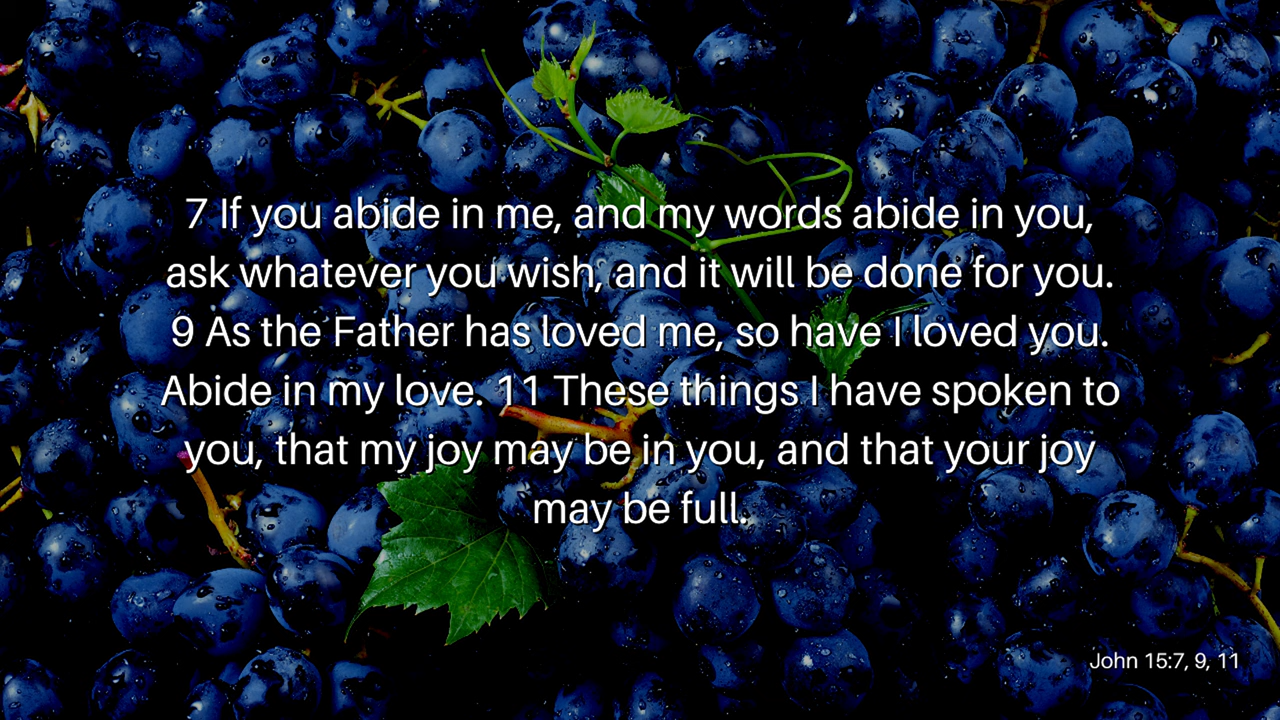 7 If you abide in me, and my words abide in you,
ask whatever you wish, and it will be done for you.
9 As the Father has loved me, so have I loved you.
Abide in my love. 11 These things I have spoken to
you, that my joy may be in you, and that your joy
may be full.
John 15:7, 9, 11